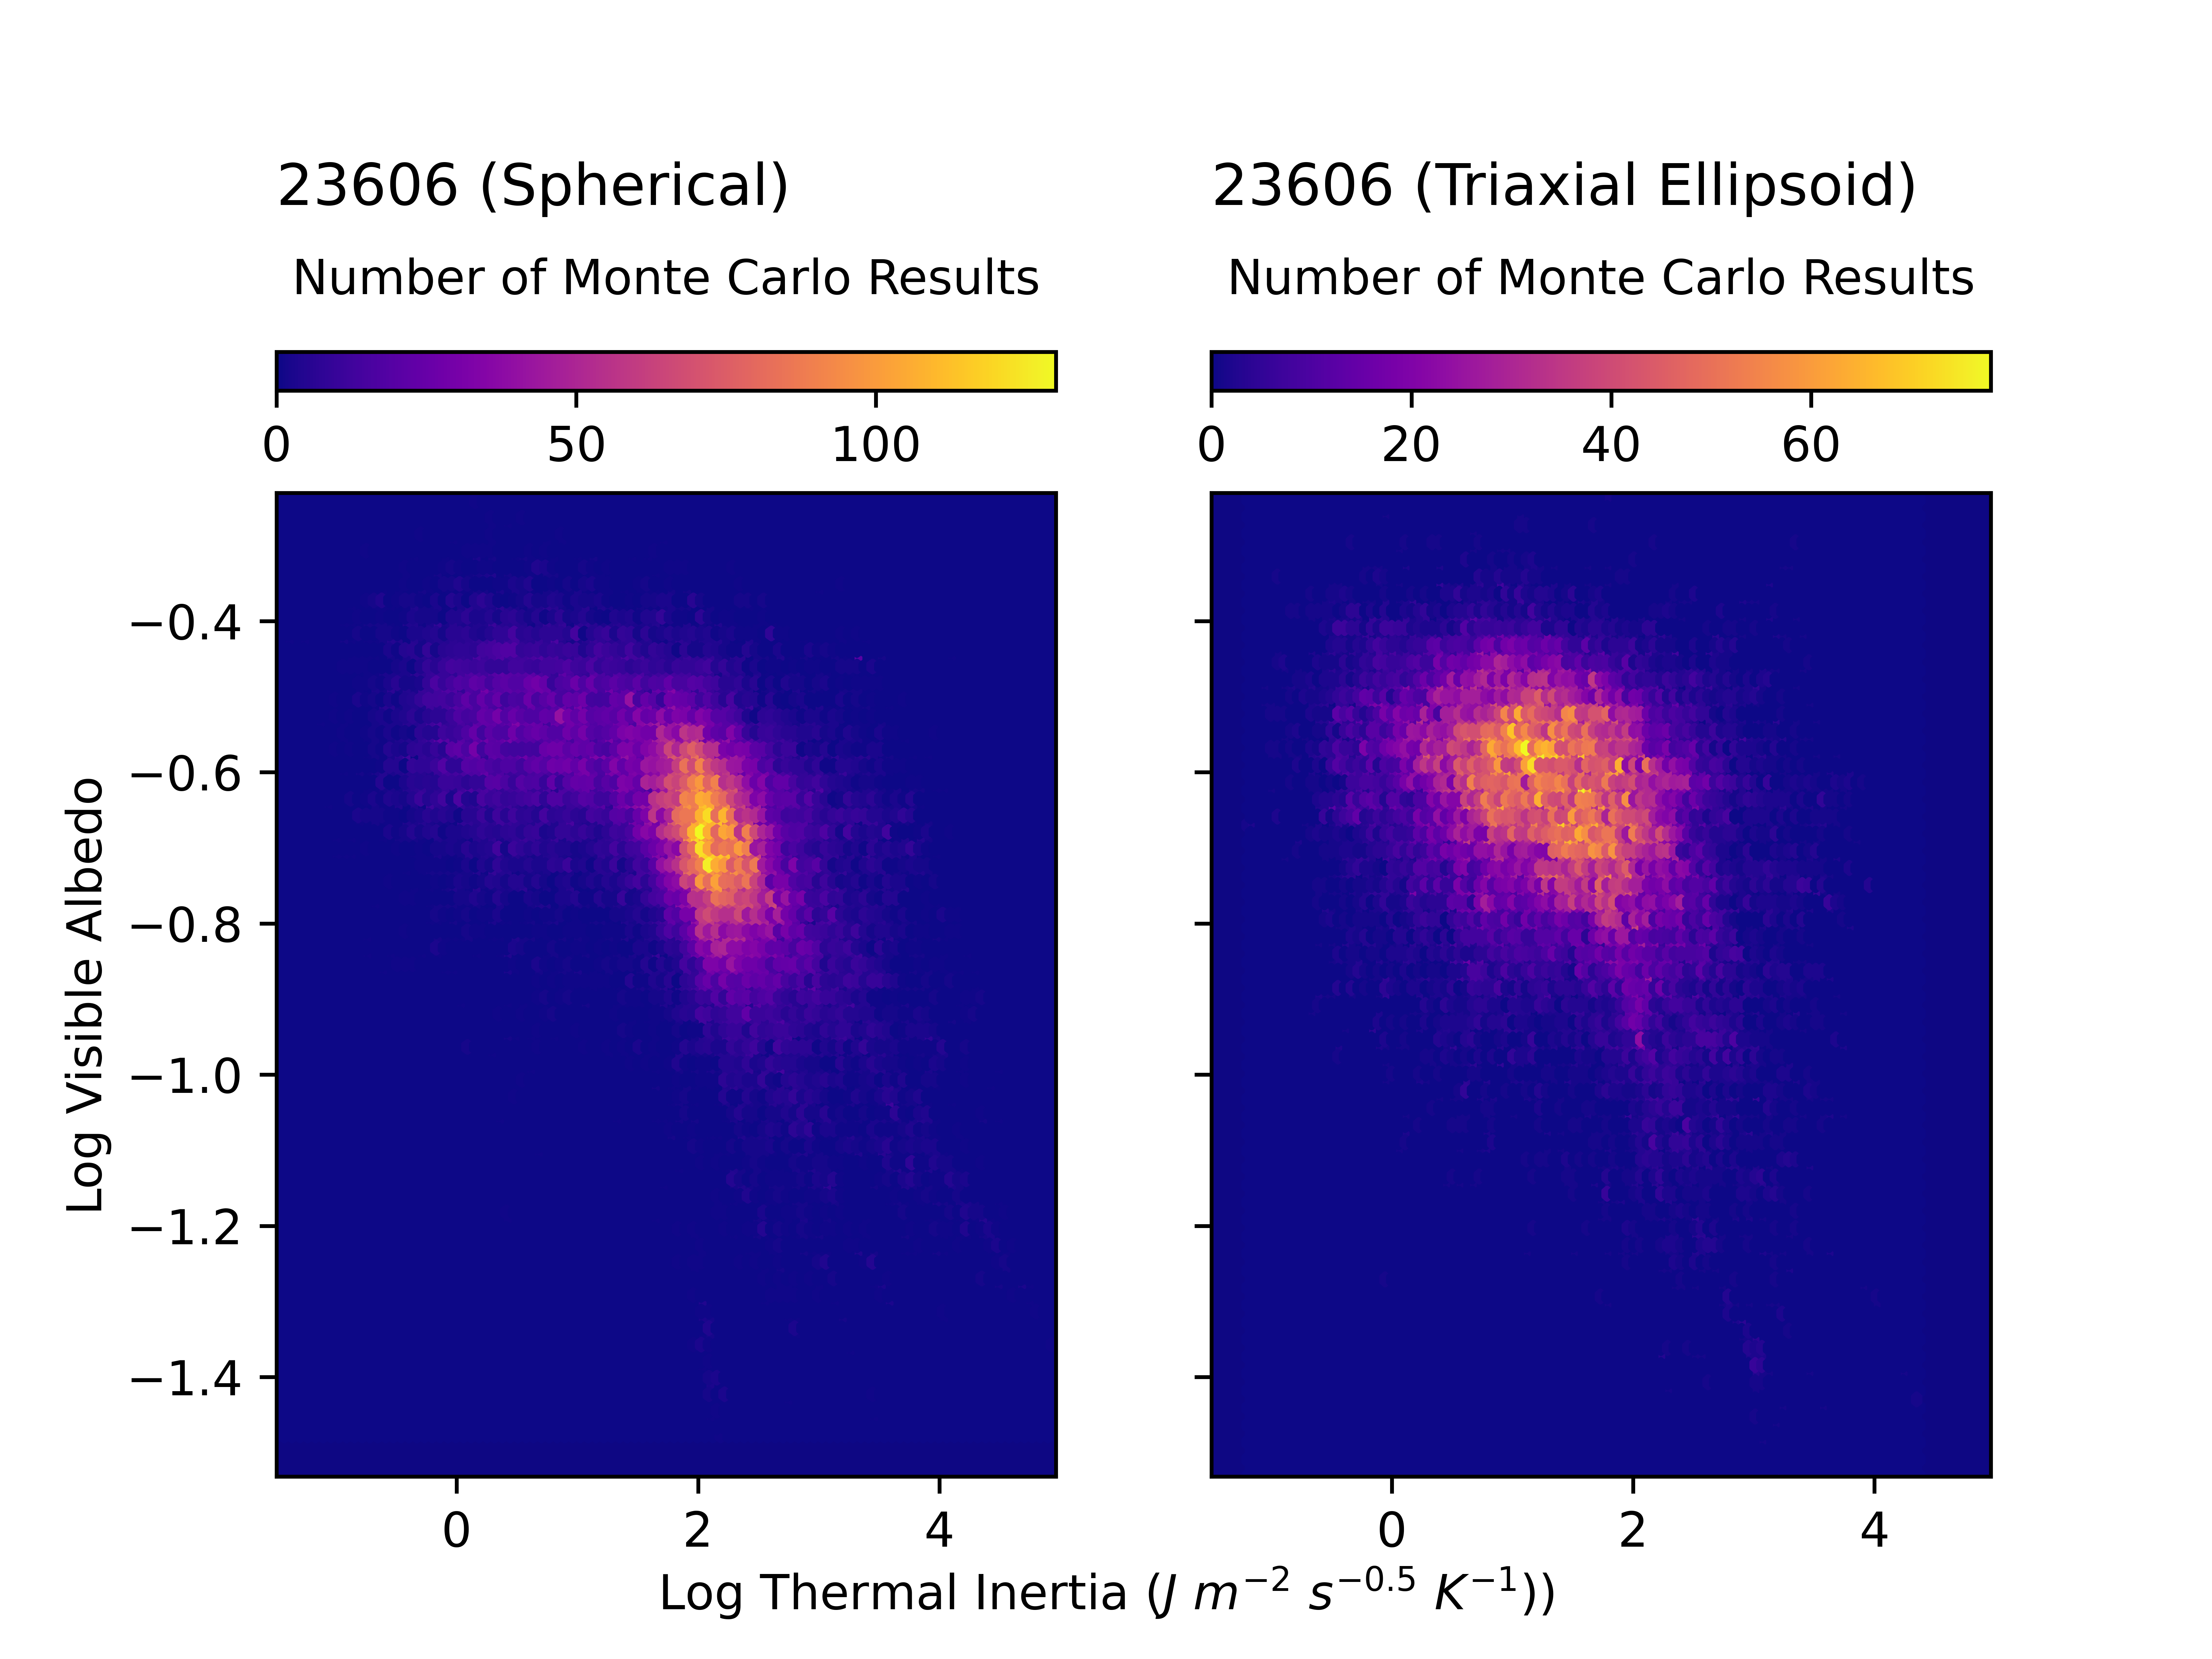 23606 (Spherical)
Number of Monte Carlo Results
0 50 100
23606 (Triaxial Ellipsoid)
Number of Monte Carlo Results
0 20 40 60
Log Visible Albedo
−0.4
−0.6
−0.8
−1.0
−1.2
−1.4
0 2 4
0 2 4
Log Thermal Inertia (J m⁻² s⁻⁰·⁵ K⁻¹))